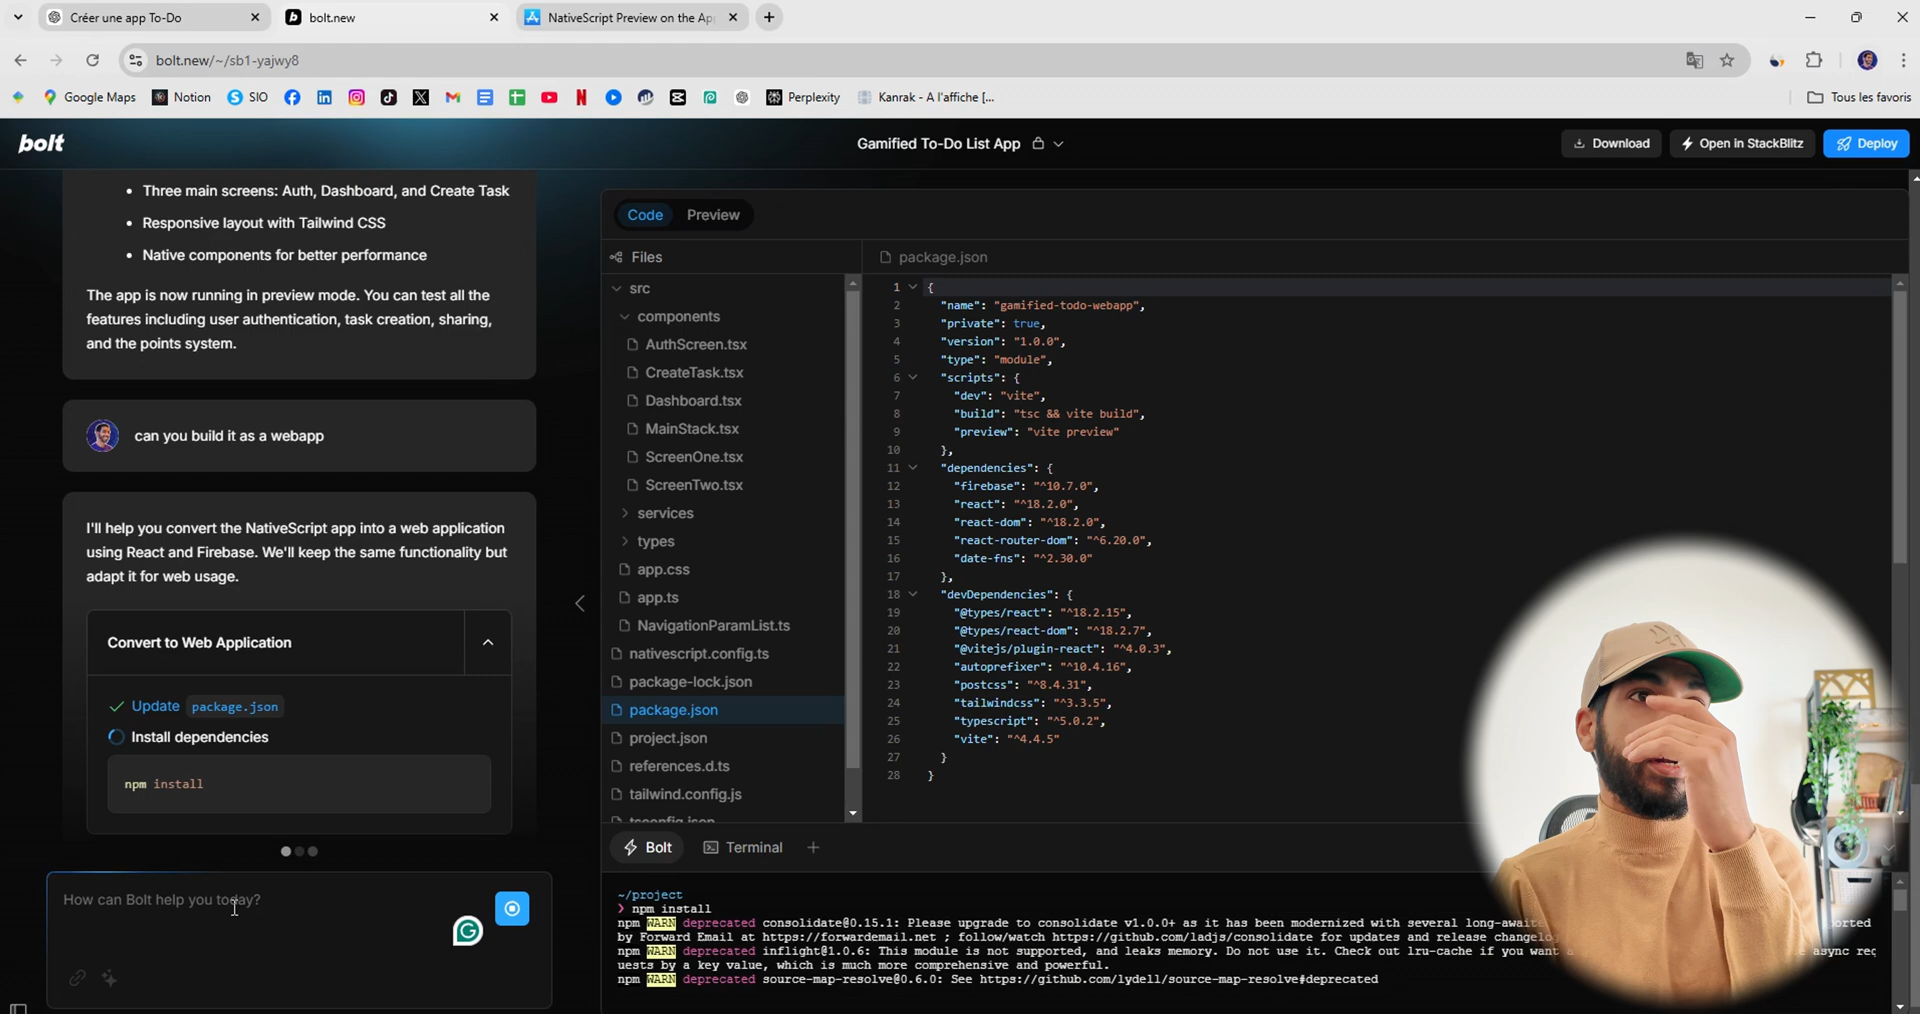 Créer une app To-Do
bolt.new
NativeScript Preview on the Ap
bolt.new/~/sb1-yajwy8
Google Maps
Notion
SIO
Perplexity
Kanrak - A l'affiche [...
Tous les favoris
bolt
Gamified To-Do List App
Download
Open in StackBlitz
Deploy
• Three main screens: Auth, Dashboard, and Create Task
• Responsive layout with Tailwind CSS
• Native components for better performance
The app is now running in preview mode. You can test all the
features including user authentication, task creation, sharing,
and the points system.
can you build it as a webapp
I'll help you convert the NativeScript app into a web application
using React and Firebase. We'll keep the same functionality but
adapt it for web usage.
Convert to Web Application
Update package.json
Install dependencies
npm install
How can Bolt help you today?
Code Preview
Files
src
components
AuthScreen.tsx
CreateTask.tsx
Dashboard.tsx
MainStack.tsx
ScreenOne.tsx
ScreenTwo.tsx
services
types
app.css
app.ts
NavigationParamList.ts
nativescript.config.ts
package-lock.json
package.json
project.json
references.d.ts
tailwind.config.js
tsconfig.json
package.json
1 {
2 "name": "gamified-todo-webapp",
3 "private": true,
4 "version": "1.0.0",
5 "type": "module",
6 "scripts": {
7 "dev": "vite",
8 "build": "tsc && vite build",
9 "preview": "vite preview"
10 },
11 "dependencies": {
12 "firebase": "^10.7.0",
13 "react": "^18.2.0",
14 "react-dom": "^18.2.0",
15 "react-router-dom": "^6.20.0",
16 "date-fns": "^2.30.0"
17 },
18 "devDependencies": {
19 "@types/react": "^18.2.15",
20 "@types/react-dom": "^18.2.7",
21 "@vitejs/plugin-react": "^4.0.3",
22 "autoprefixer": "^10.4.16",
23 "postcss": "^8.4.31",
24 "tailwindcss": "^3.3.5",
25 "typescript": "^5.0.2",
26 "vite": "^4.4.5"
27 }
28 }
Bolt
Terminal
~/project
❯ npm install
npm WARN deprecated consolidate@0.15.1: Please upgrade to consolidate v1.0.0+ as it has been modernized with several long-await ported
by Forward Email at https://forwardemail.net ; follow/watch https://github.com/ladjs/consolidate for updates and release changelo
npm WARN deprecated inflight@1.0.6: This module is not supported, and leaks memory. Do not use it. Check out lru-cache if you want a async req
uests by a key value, which is much more comprehensive and powerful.
npm WARN deprecated source-map-resolve@0.6.0: See https://github.com/lydell/source-map-resolve#deprecated